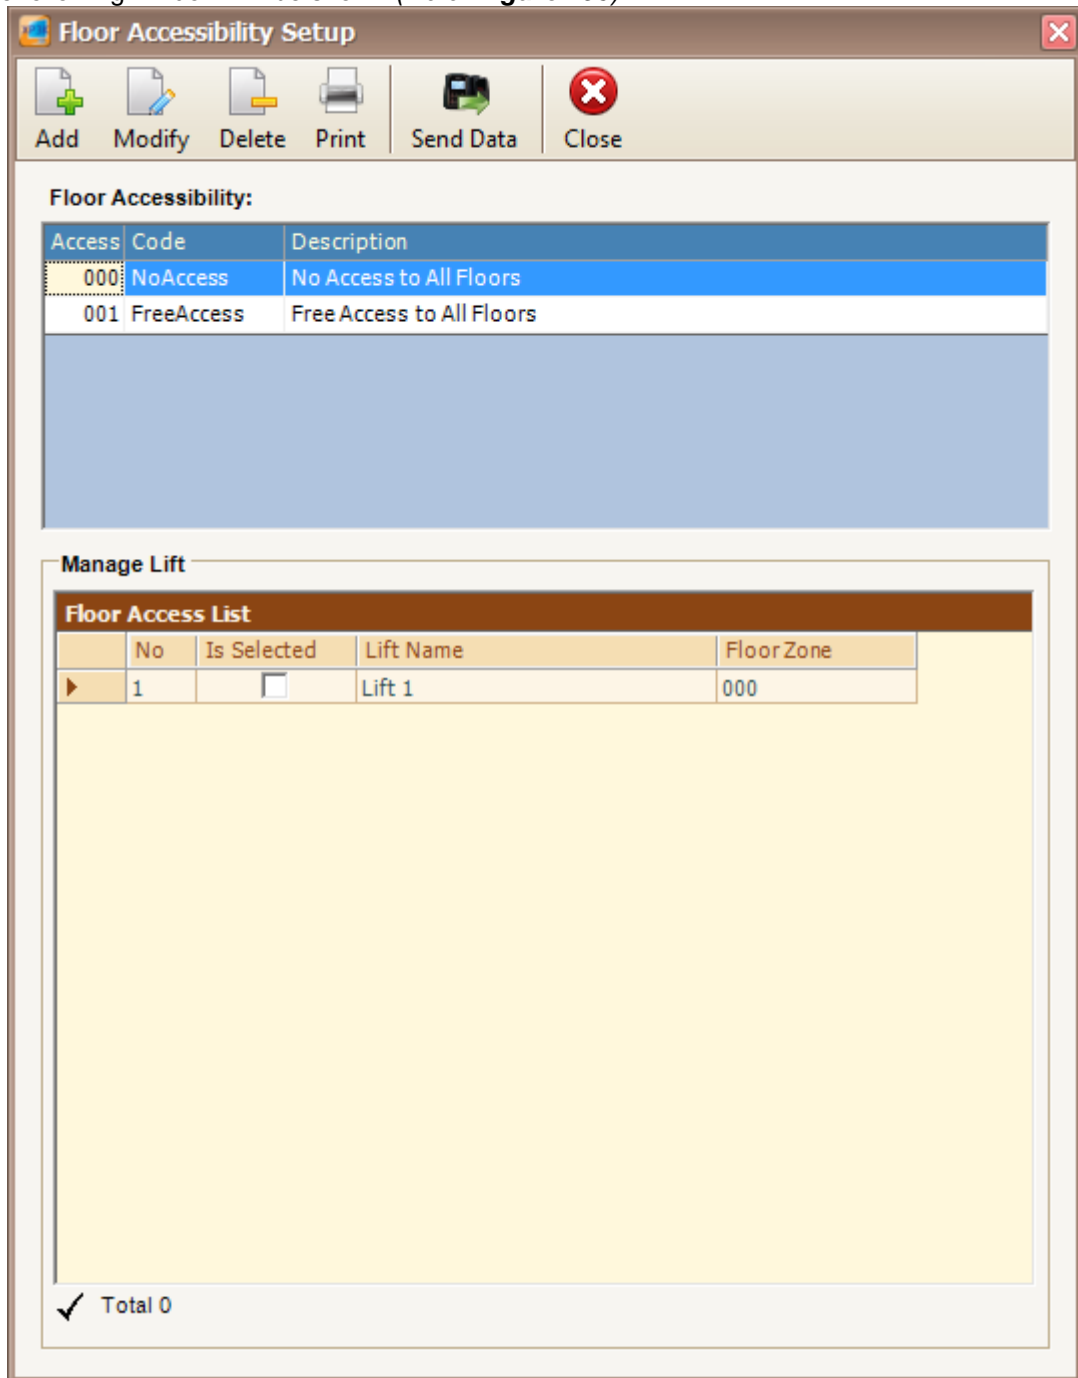 Floor Accessibility Setup
Add Modify Delete Print Send Data Close
Floor Accessibility:
Access Code Description
000 NoAccess No Access to All Floors
001 FreeAccess Free Access to All Floors
Manage Lift
Floor Access List
No Is Selected Lift Name Floor Zone
1 Lift 1 000
Total 0